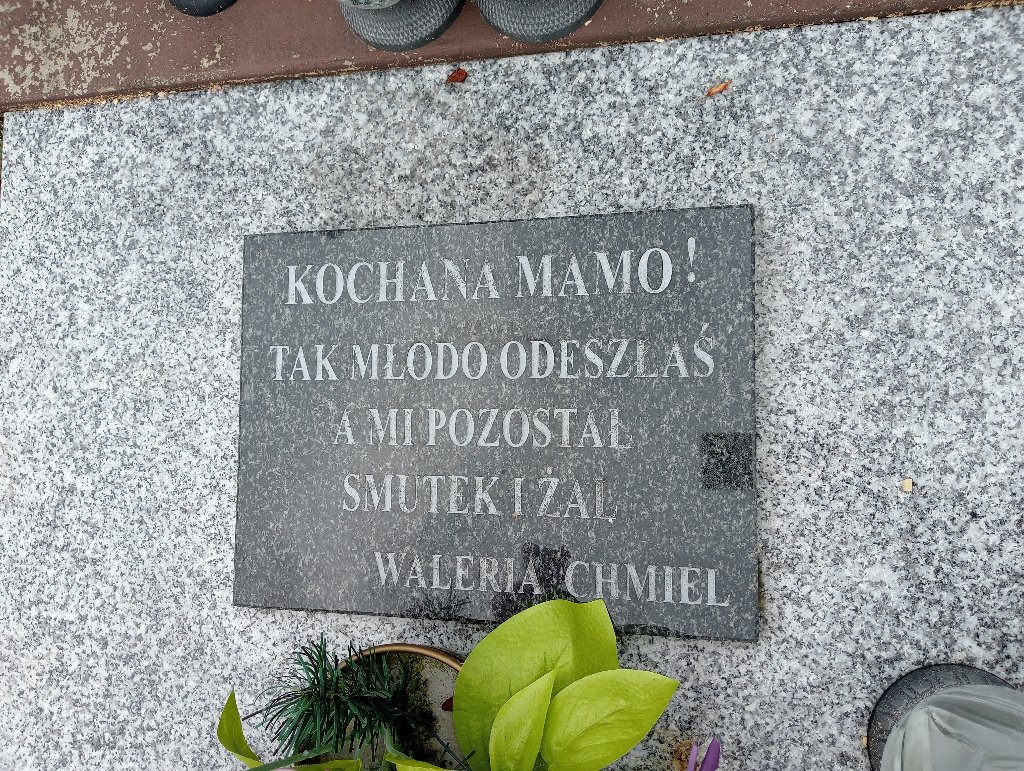 KOCHANA MAMO!
TAK MŁODO ODESZŁAŚ
A MI POZOSTAŁ
SMUTEK I ŻAL
WALERIA CHMIEL